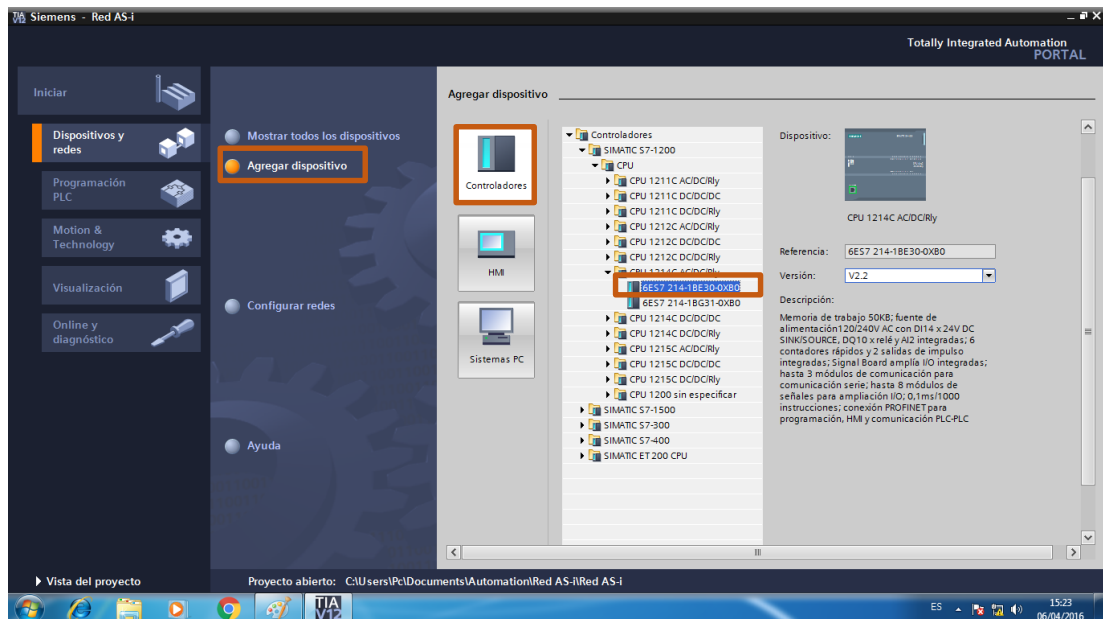 Siemens - Red AS-i
Totally Integrated Automation
PORTAL
Iniciar
Dispositivos y
redes
Programación
PLC
Motion &
Technology
Visualización
Online y
diagnóstico
Mostrar todos los dispositivos
Agregar dispositivo
Configurar redes
Ayuda
Agregar dispositivo
Controladores
HMI
Sistemas PC
Controladores
SIMATIC S7-1200
CPU
CPU 1211C AC/DC/Rly
CPU 1211C DC/DC/DC
CPU 1211C DC/DC/Rly
CPU 1212C AC/DC/Rly
CPU 1212C DC/DC/DC
CPU 1212C DC/DC/Rly
CPU 1214C AC/DC/Rly
6ES7 214-1BE30-0XB0
6ES7 214-1BG31-0XB0
CPU 1214C DC/DC/DC
CPU 1214C DC/DC/Rly
CPU 1215C AC/DC/Rly
CPU 1215C DC/DC/DC
CPU 1215C DC/DC/Rly
CPU 1200 sin especificar
SIMATIC S7-1500
SIMATIC S7-300
SIMATIC S7-400
SIMATIC ET 200 CPU
Dispositivo:
CPU 1214C AC/DC/Rly
Referencia: 6ES7 214-1BE30-0XB0
Versión: V2.2
Descripción:
Memoria de trabajo 50KB; fuente de
alimentación120/240V AC con DI14 x 24V DC
SINK/SOURCE, DQ10 x relé y AI2 integradas; 6
contadores rápidos y 2 salidas de impulso
integradas; Signal Board amplía I/O integradas;
hasta 3 módulos de comunicación para
comunicación serie; hasta 8 módulos de
señales para ampliación I/O; 0,1ms/1000
instrucciones; conexión PROFINET para
programación, HMI y comunicación PLC-PLC
Vista del proyecto
Proyecto abierto: C:\Users\Pc\Documents\Automation\Red AS-i\Red AS-i
TIA
V12
ES
15:23
06/04/2016